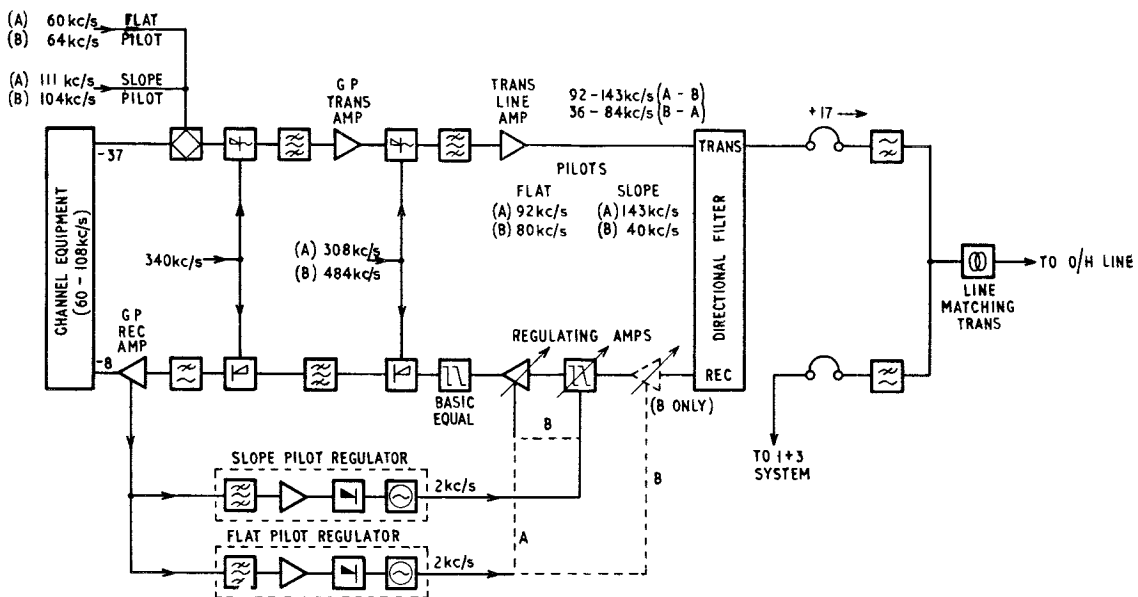 (A) 60kc/s FLAT
(B) 64kc/s PILOT
(A) 111 kc/s SLOPE
(B) 104kc/s PILOT
GP
TRANS
AMP
TRANS
LINE
AMP
92-143kc/s (A-B)
36-84kc/s (B-A)
+17
-37
TRANS
PILOTS
FLAT
(A) 92kc/s
(B) 80kc/s
SLOPE
(A) 143kc/s
(B) 40kc/s
CHANNEL EQUIPMENT
(60-108kc/s)
340kc/s
(A) 308kc/s
(B) 484kc/s
DIRECTIONAL FILTER
TO O/H LINE
LINE
MATCHING
TRANS
GP
REC
AMP
-8
REGULATING AMPS
REC
BASIC
EQUAL
(B ONLY)
B
TO 1+3
SYSTEM
SLOPE PILOT REGULATOR
2kc/s
B
A
FLAT PILOT REGULATOR
2kc/s